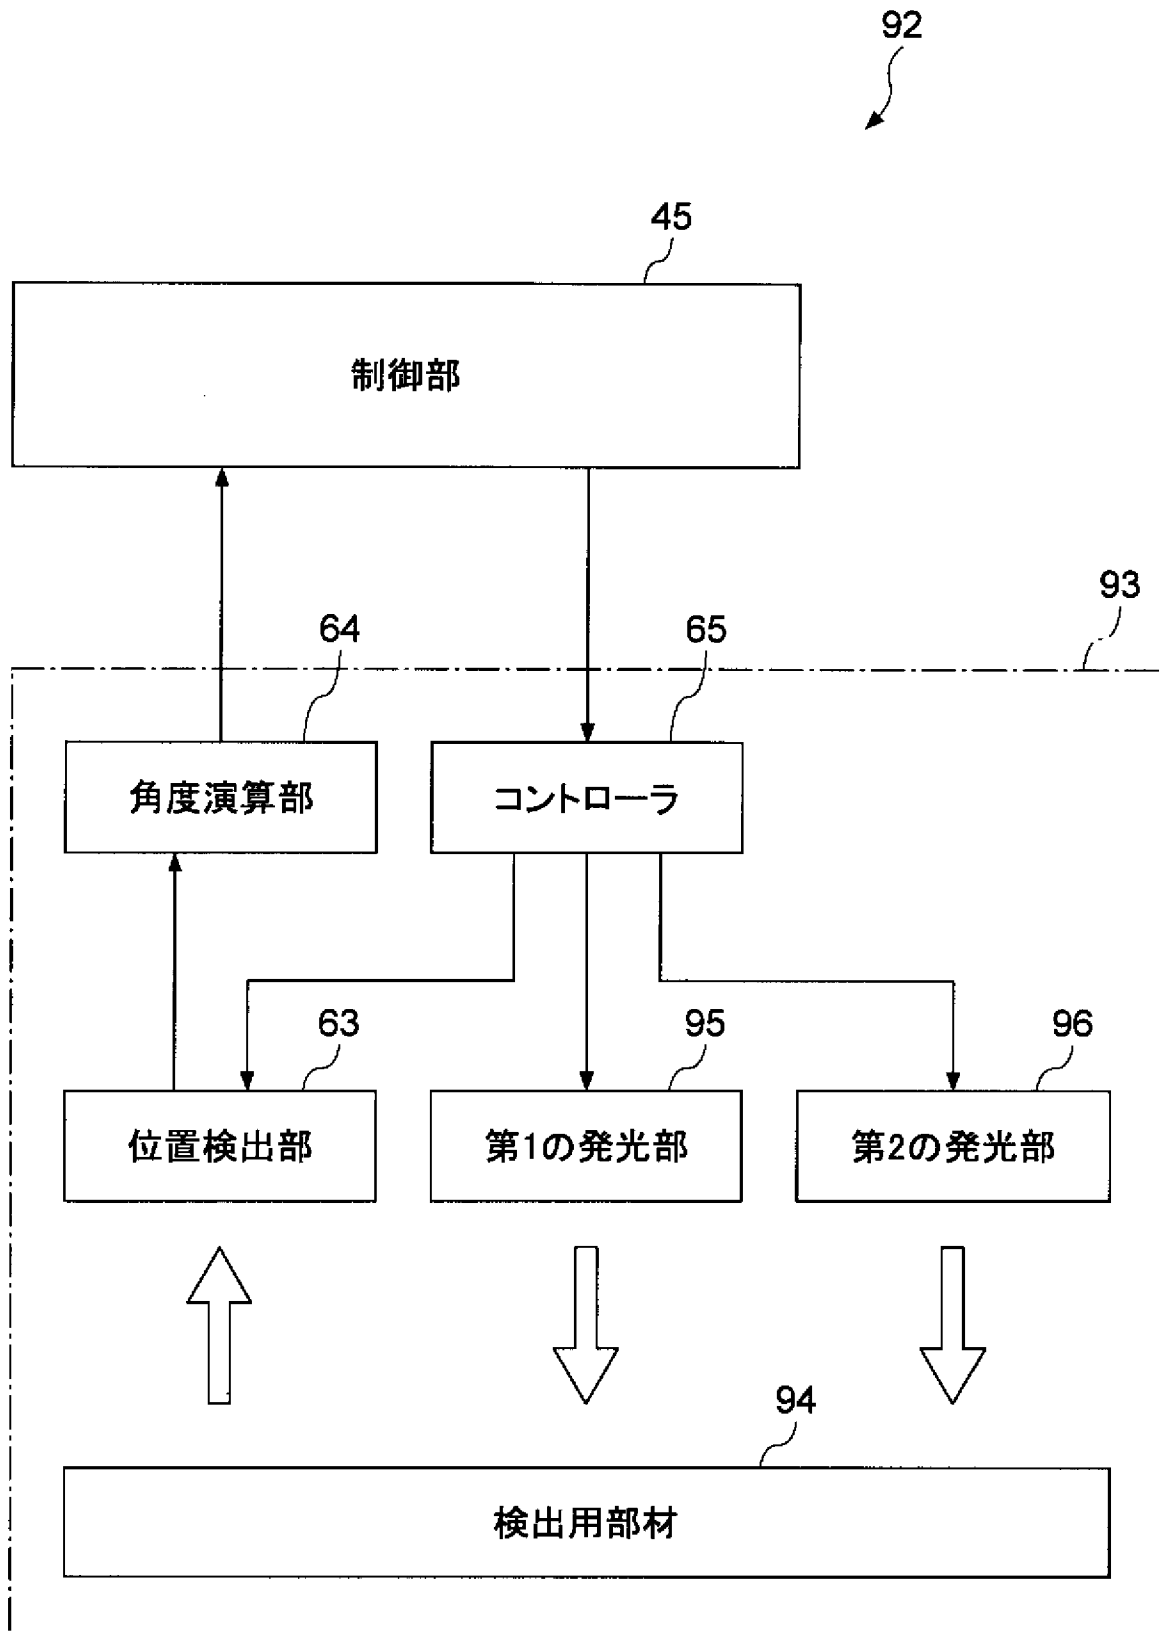 92
45
制御部
93
64
65
角度演算部
コントローラ
63
95
96
位置検出部
第1の発光部
第2の発光部
94
検出用部材